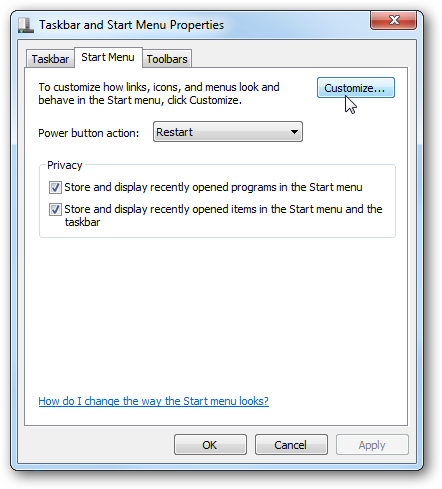 Taskbar and Start Menu Properties
Taskbar
Start Menu
Toolbars
To customize how links, icons, and menus look and
behave in the Start menu, click Customize.
Customize...
Power button action:
Restart
Privacy
Store and display recently opened programs in the Start menu
Store and display recently opened items in the Start menu and the
taskbar
How do I change the way the Start menu looks?
OK
Cancel
Apply